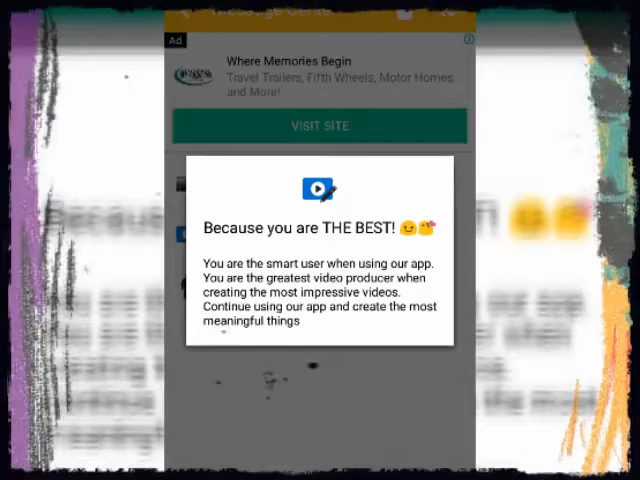 Ad
Where Memories Begin
Travel Trailers, Fifth Wheels, Motor Homes
and More!
VISIT SITE
Because you are THE BEST! 😉😘
You are the smart user when using our app.
You are the greatest video producer when
creating the most impressive videos.
Continue using our app and create the most
meaningful things